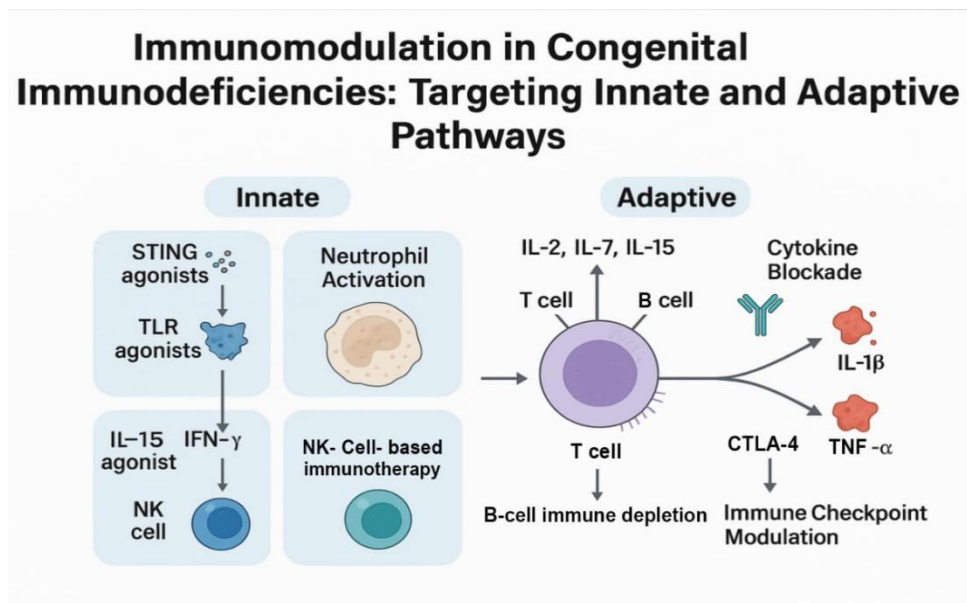 Immunomodulation in Congenital
Immunodeficiencies: Targeting Innate and Adaptive
Pathways
Innate
STING
agonists
TLR
agonists
IL–15
agonist
IFN-γ
NK
cell
Neutrophil
Activation
NK- Cell- based
immunotherapy
Adaptive
IL-2, IL-7, IL-15
T cell
B cell
T cell
B-cell immune depletion
Cytokine
Blockade
IL-1β
TNF -α
CTLA-4
Immune Checkpoint
Modulation